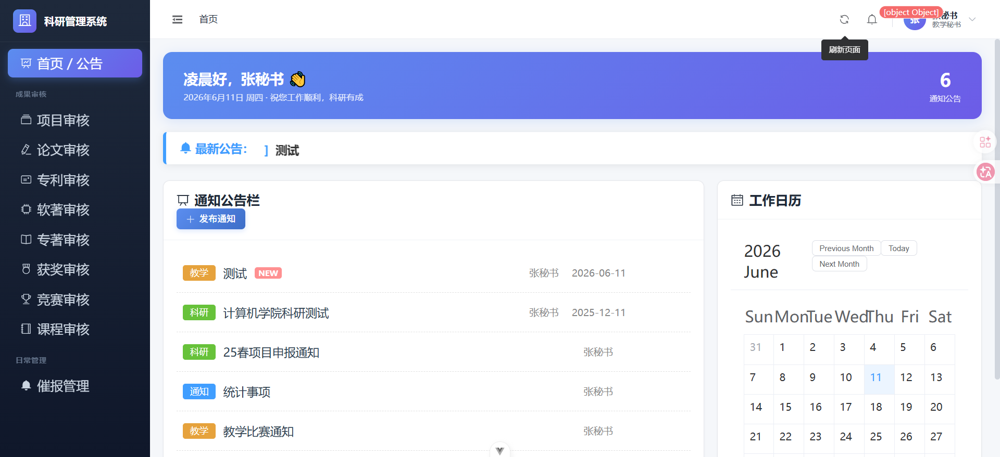 科研管理系统
首页 / 公告
成果审核
项目审核
论文审核
专利审核
软著审核
专著审核
获奖审核
竞赛审核
课程审核
日常管理
催报管理
首页
[object Object]
张
秘书
教学秘书
刷新页面
凌晨好，张秘书 👋
2026年6月11日 周四 · 祝您工作顺利，科研有成
6
通知公告
最新公告：
] 测试
通知公告栏
发布通知
教学 测试 NEW 张秘书 2026-06-11
科研 计算机学院科研测试 张秘书 2025-12-11
科研 25春项目申报通知 张秘书
通知 统计事项 张秘书
教学 教学比赛通知 张秘书
工作日历
2026
June
Previous Month Today
Next Month
Sun Mon Tue Wed Thu Fri Sat
31 1 2 3 4 5 6
7 8 9 10 11 12 13
14 15 16 17 18 19 20
21 22 23 24 25 26 27